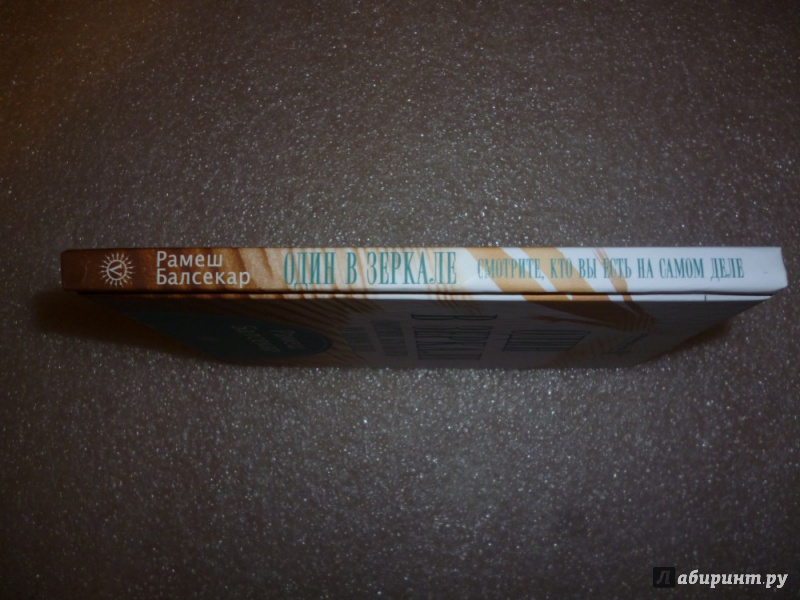 Рамеш
Балсекар
ОДИН В ЗЕРКАЛЕ
СМОТРИТЕ, КТО ВЫ ЕСТЬ НА САМОМ ДЕЛЕ
Лабиринт.ру